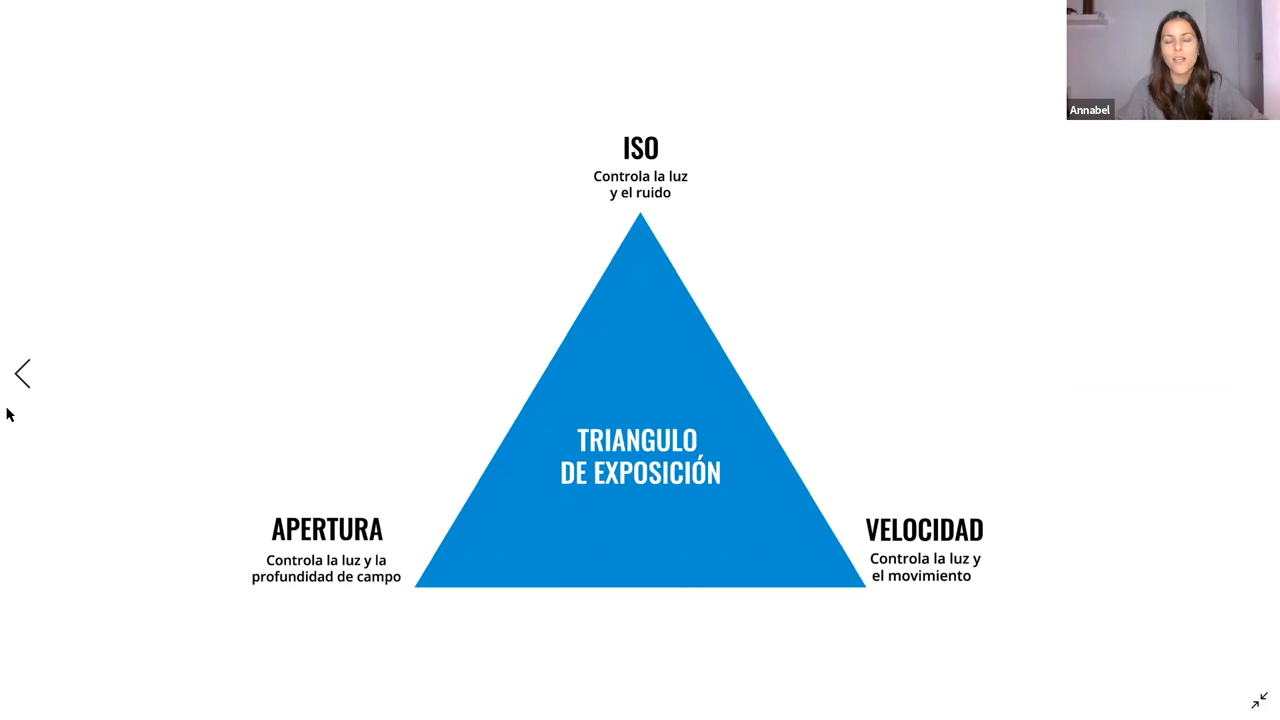 Annabel
ISO
Controla la luz
y el ruido
TRIANGULO
DE EXPOSICIÓN
APERTURA
Controla la luz y la
profundidad de campo
VELOCIDAD
Controla la luz y
el movimiento